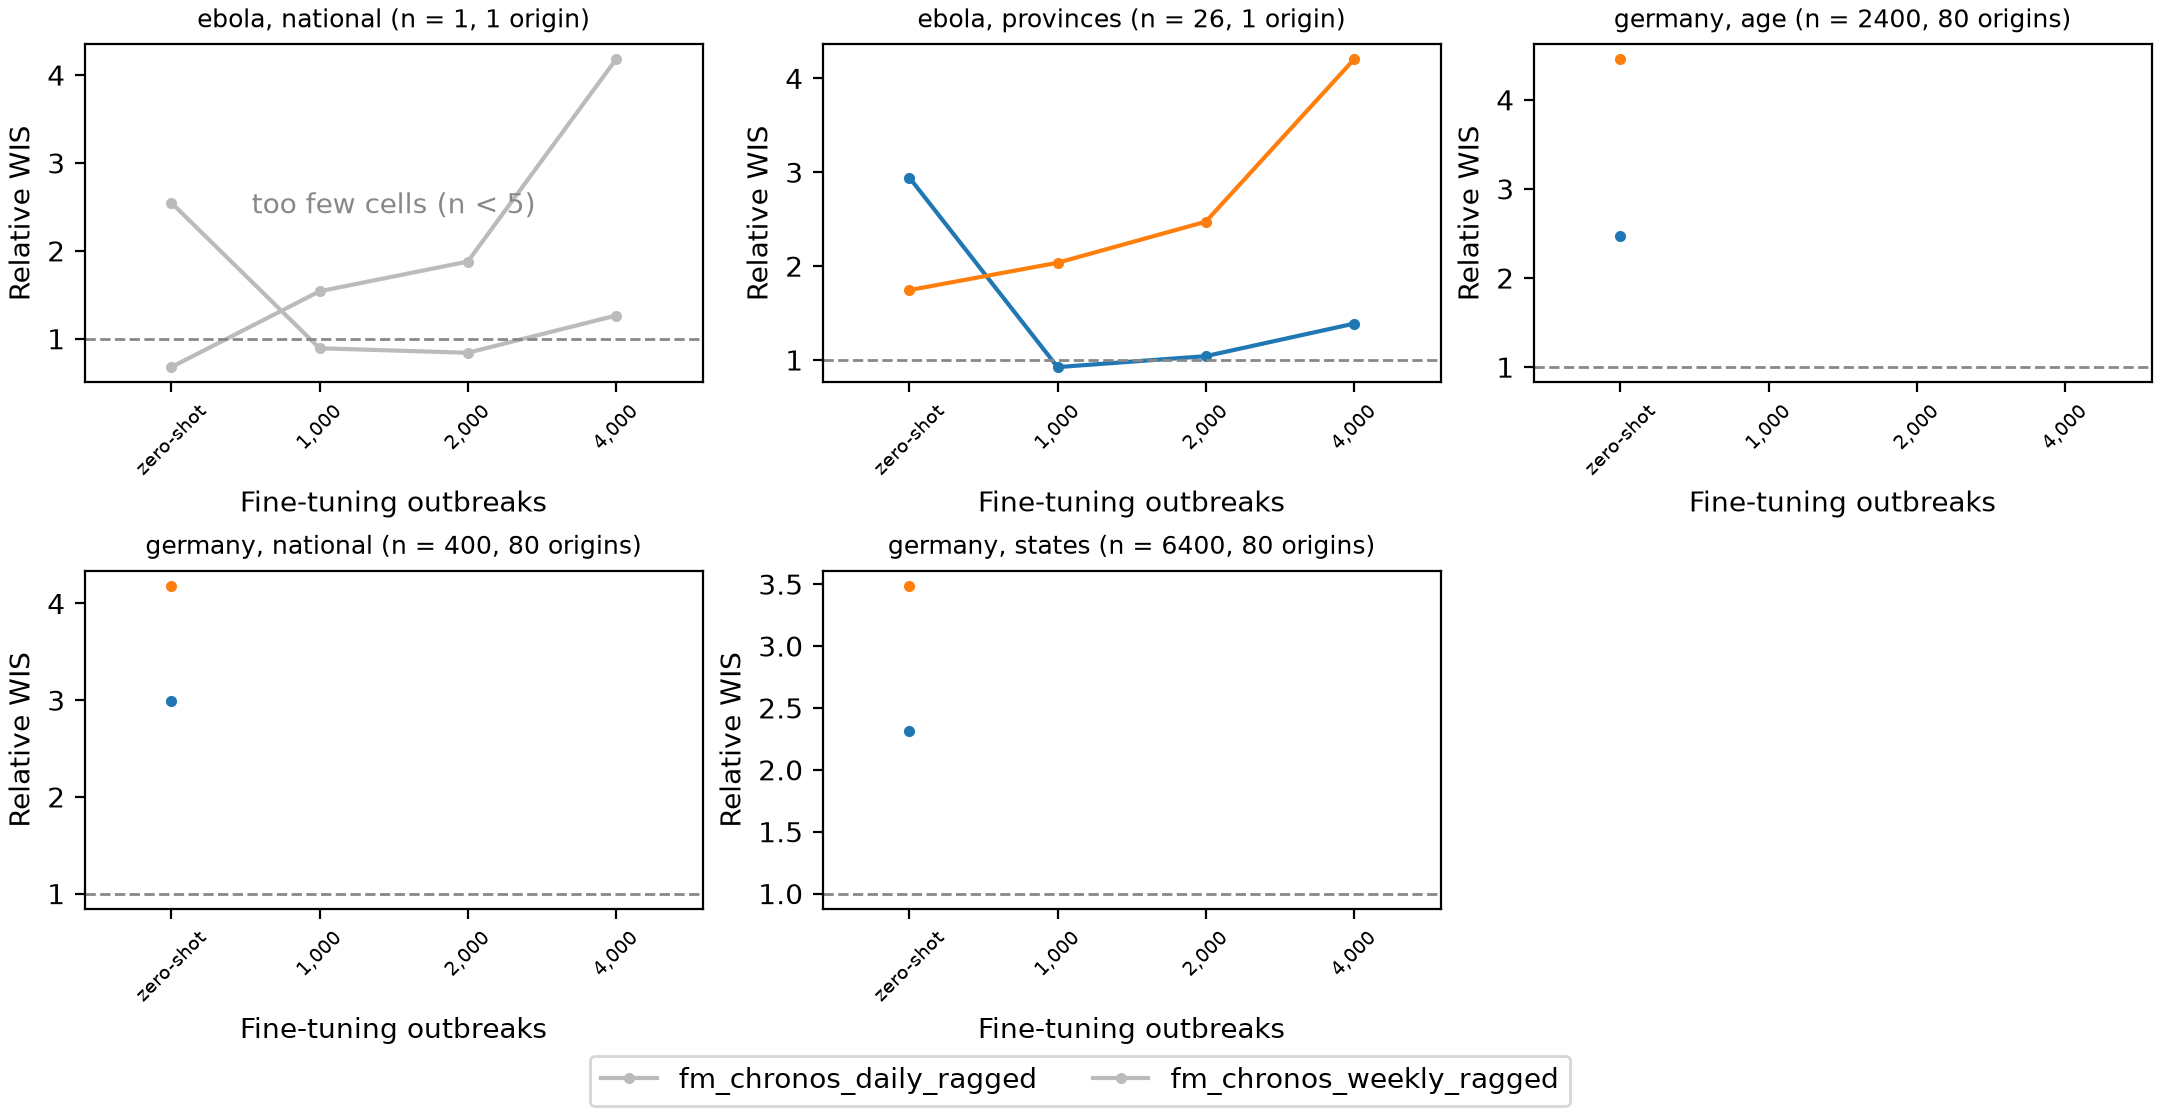 ebola, national (n = 1, 1 origin)
ebola, provinces (n = 26, 1 origin)
germany, age (n = 2400, 80 origins)
Relative WIS
4
3
2
1
too few cells (n < 5)
zero-shot
1,000
2,000
4,000
Fine-tuning outbreaks
Relative WIS
4
3
2
1
zero-shot
1,000
2,000
4,000
Fine-tuning outbreaks
Relative WIS
4
3
2
1
zero-shot
1,000
2,000
4,000
Fine-tuning outbreaks
germany, national (n = 400, 80 origins)
germany, states (n = 6400, 80 origins)
Relative WIS
4
3
2
1
zero-shot
1,000
2,000
4,000
Fine-tuning outbreaks
Relative WIS
3.5
3.0
2.5
2.0
1.5
1.0
zero-shot
1,000
2,000
4,000
Fine-tuning outbreaks
fm_chronos_daily_ragged
fm_chronos_weekly_ragged